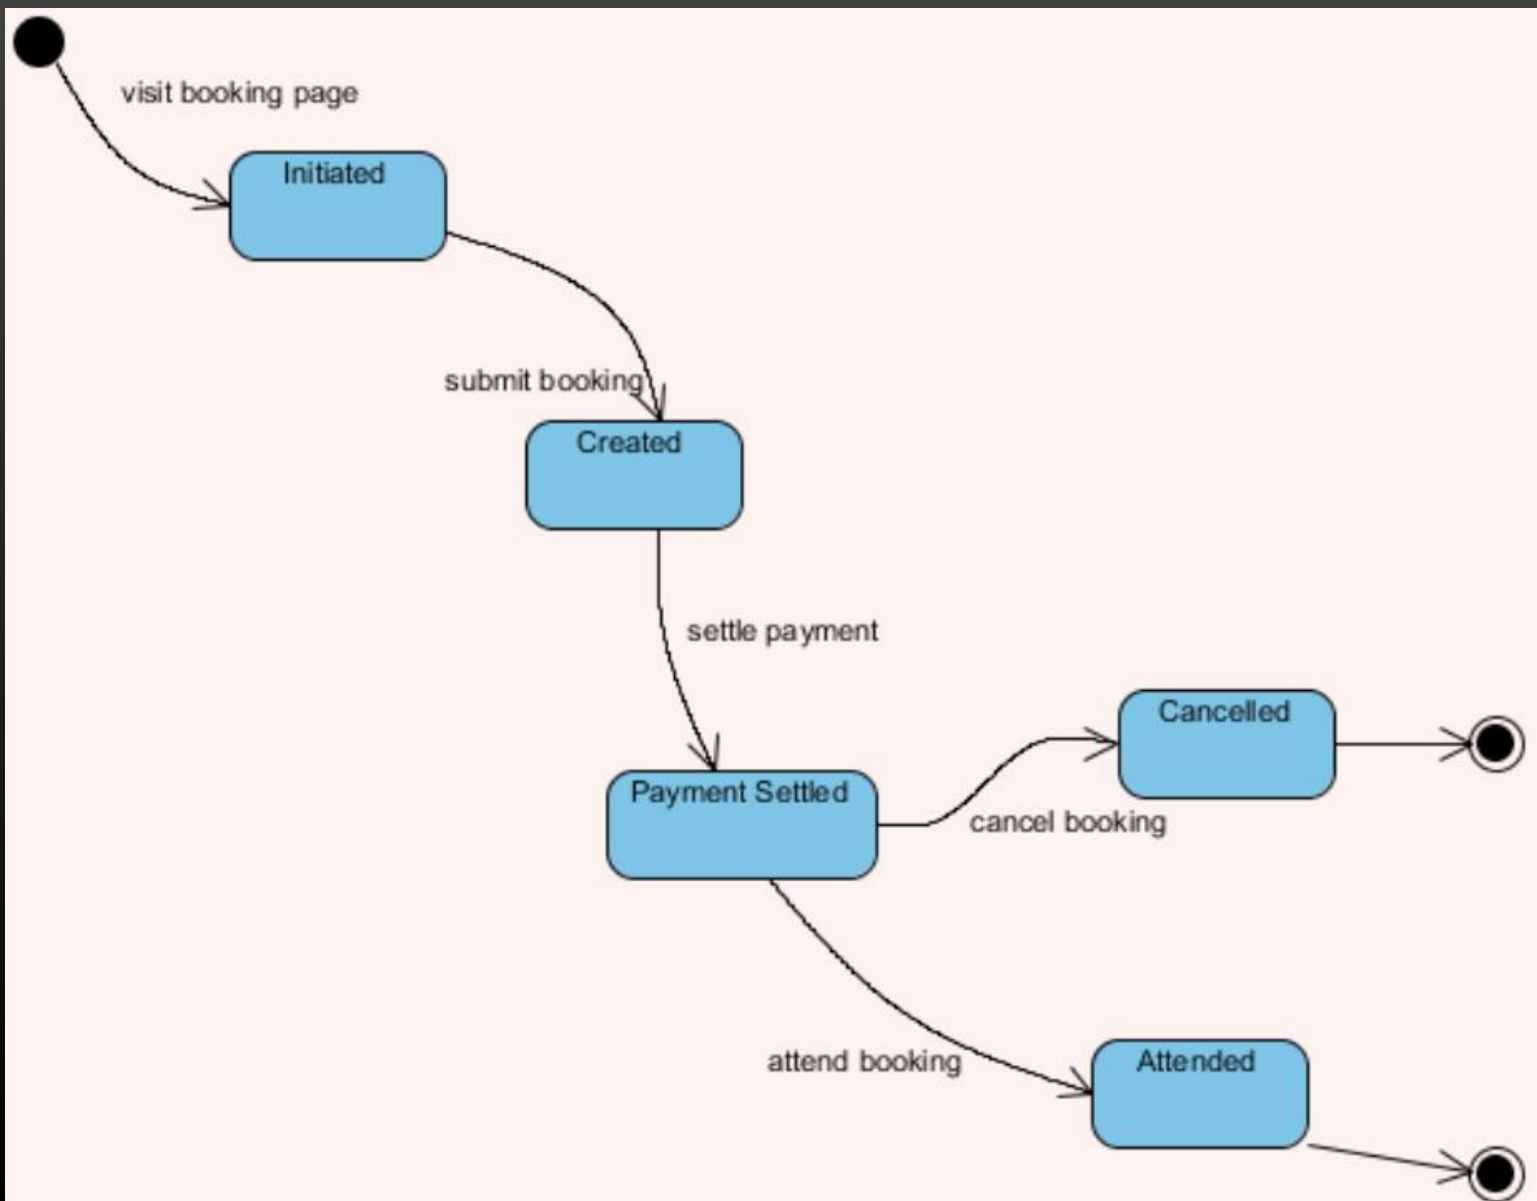 visit booking page
Initiated
submit booking
Created
settle payment
Cancelled
Payment Settled
cancel booking
attend booking
Attended